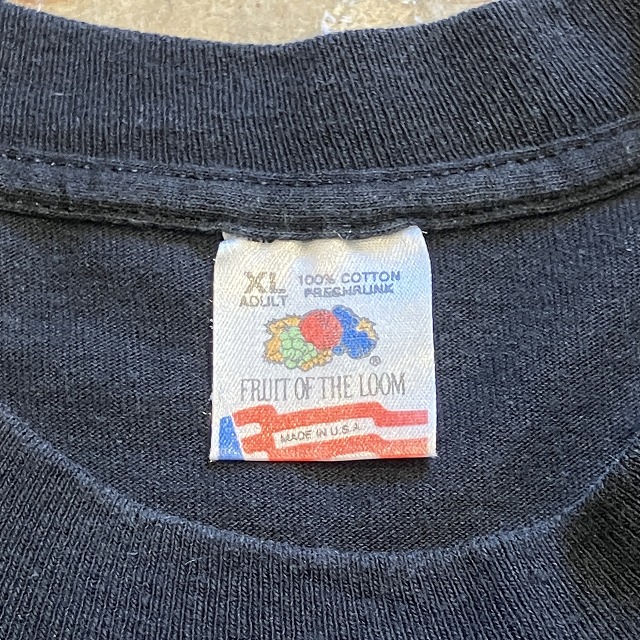 XL 100% COTTON
ADULT PRESHRUNK
®
FRUIT OF THE LOOM
MADE IN U.S.A.